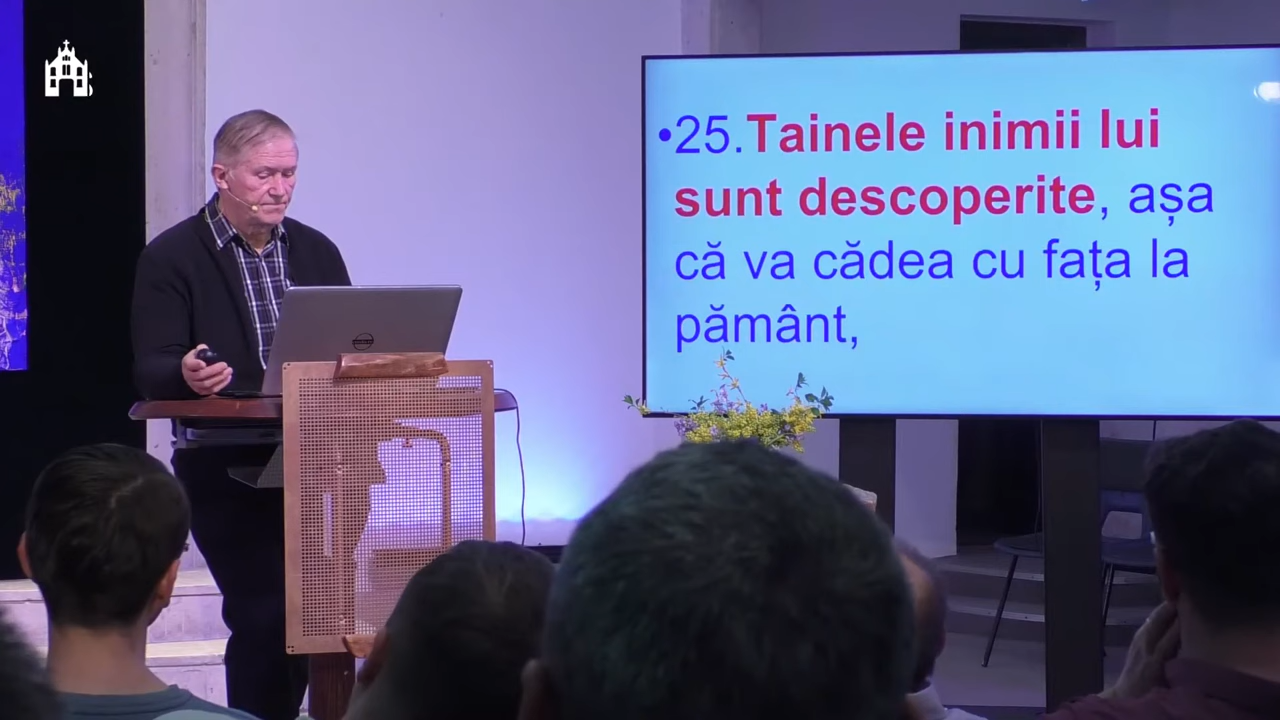 •25.Tainele inimii lui
sunt descoperite, așa
că va cădea cu fața la
pământ,